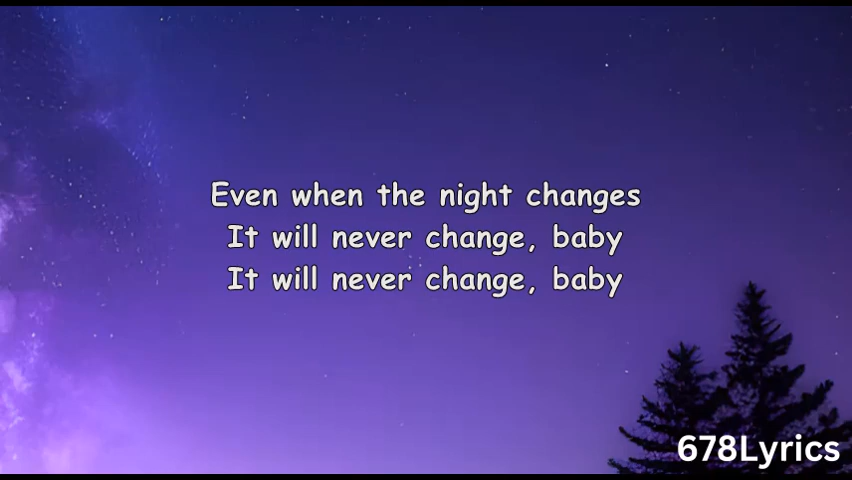 Even when the night changes
It will never change, baby
It will never change, baby
678Lyrics